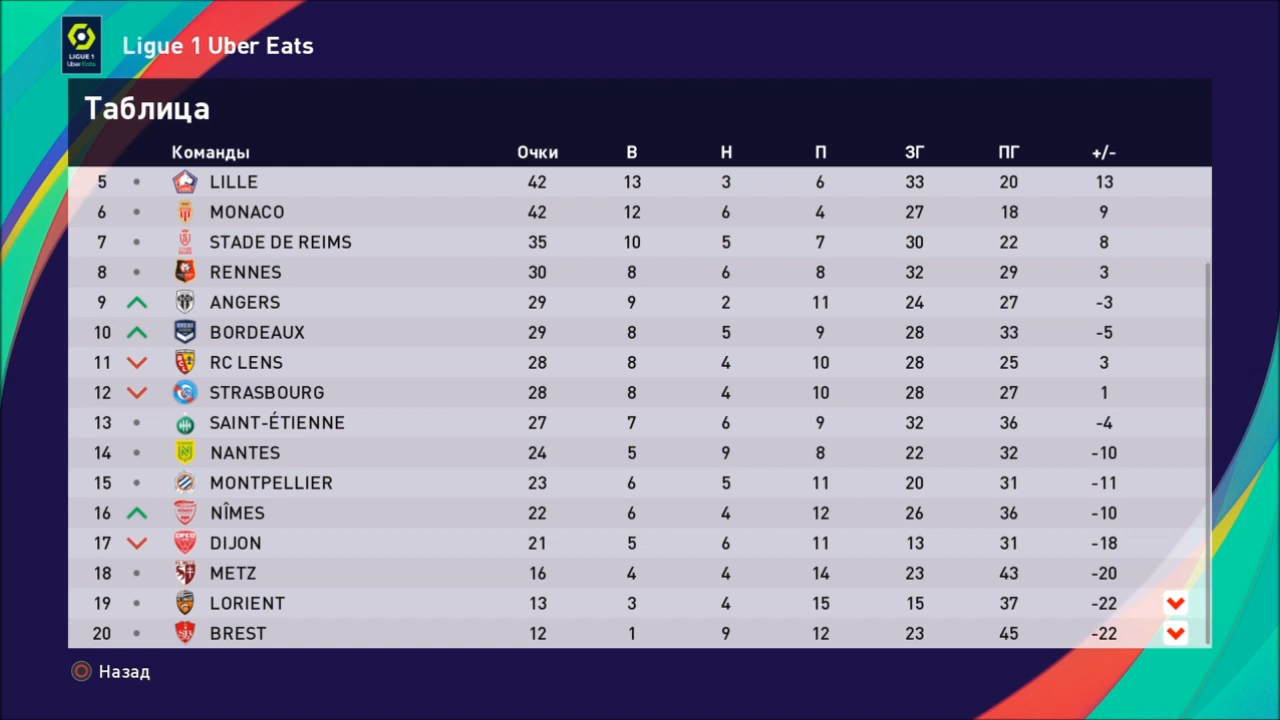 LIGUE 1
Uber Eats
Ligue 1 Uber Eats
Таблица
Команды Очки В Н П ЗГ ПГ +/-
5 LILLE 42 13 3 6 33 20 13
6 MONACO 42 12 6 4 27 18 9
7 STADE DE REIMS 35 10 5 7 30 22 8
8 RENNES 30 8 6 8 32 29 3
9 ANGERS 29 9 2 11 24 27 -3
10 BORDEAUX 29 8 5 9 28 33 -5
11 RC LENS 28 8 4 10 28 25 3
12 STRASBOURG 28 8 4 10 28 27 1
13 SAINT-ÉTIENNE 27 7 6 9 32 36 -4
14 NANTES 24 5 9 8 22 32 -10
15 MONTPELLIER 23 6 5 11 20 31 -11
16 NÎMES 22 6 4 12 26 36 -10
17 DIJON 21 5 6 11 13 31 -18
18 METZ 16 4 4 14 23 43 -20
19 LORIENT 13 3 4 15 15 37 -22
20 BREST 12 1 9 12 23 45 -22
Назад